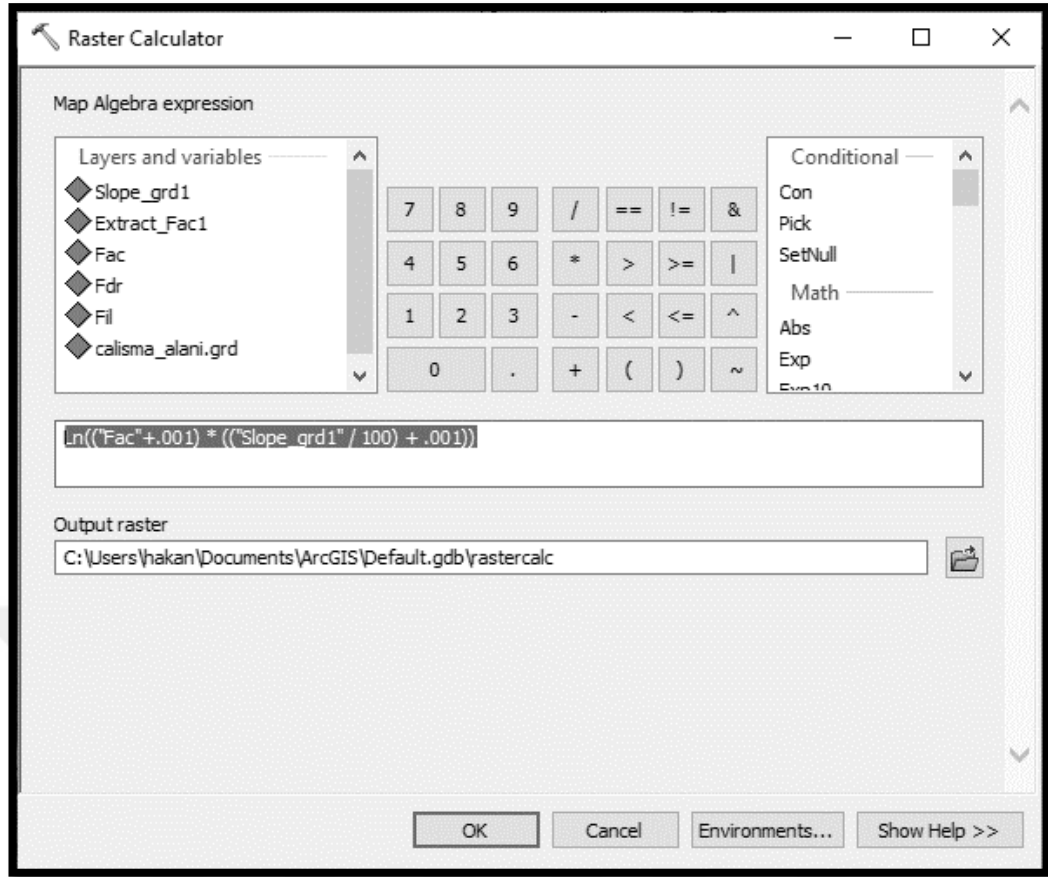 Raster Calculator
Map Algebra expression
Layers and variables
Slope_grd1
Extract_Fac1
Fac
Fdr
Fil
calisma_alani.grd
7 8 9 / == != &
4 5 6 * > >= |
1 2 3 - < <= ^
0 . + ( ) ~
Conditional
Con
Pick
SetNull
Math
Abs
Exp
Exp10
Ln(("Fac"+.001) * (("Slope_grd1" / 100) + .001))
Output raster
C:\Users\hakan\Documents\ArcGIS\Default.gdb\rastercalc
OK Cancel Environments... Show Help >>